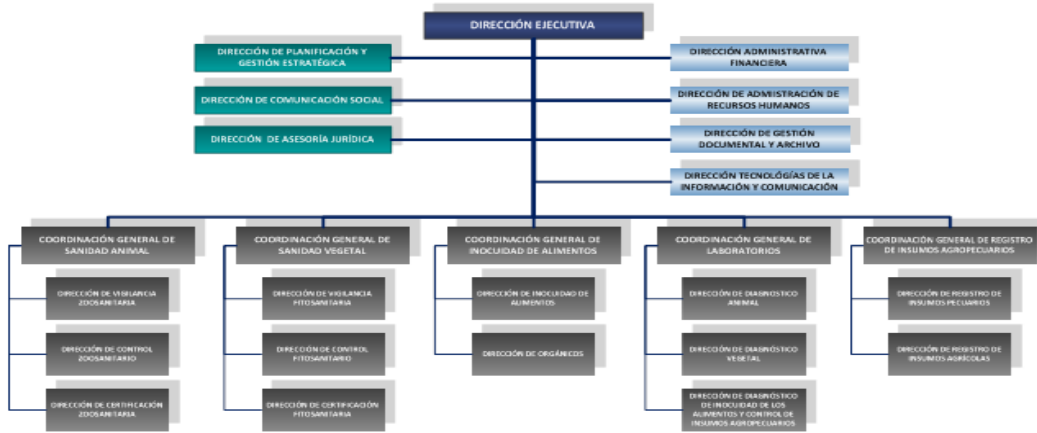 DIRECCIÓN EJECUTIVA
DIRECCIÓN DE PLANIFICACIÓN Y
GESTIÓN ESTRATÉGICA
DIRECCIÓN ADMINISTRATIVA
FINANCIERA
DIRECCIÓN DE COMUNICACIÓN SOCIAL
DIRECCIÓN DE ADMISTRACIÓN DE
RECURSOS HUMANOS
DIRECCIÓN DE ASESORÍA JURÍDICA
DIRECCIÓN DE GESTIÓN
DOCUMENTAL Y ARCHIVO
DIRECCIÓN TECNOLÓGÍAS DE LA
INFORMACIÓN Y COMUNICACIÓN
COORDINACIÓN GENERAL DE
SANIDAD ANIMAL
COORDINACIÓN GENERAL DE
SANIDAD VEGETAL
COORDINACIÓN GENERAL DE
INOCUIDAD DE ALIMENTOS
COORDINACIÓN GENERAL DE
LABORATORIOS
COORDINACIÓN GENERAL DE REGISTRO
DE INSUMOS AGROPECUARIOS
DIRECCIÓN DE VIGILANCIA
ZOOSANITARIA
DIRECCIÓN DE VIGILANCIA
FITOSANITARIA
DIRECCIÓN DE INOCUIDAD DE
ALIMENTOS
DIRECCIÓN DE DIAGNOSTICO
ANIMAL
DIRECCIÓN DE REGISTRO DE
INSUMOS PECUARIOS
DIRECCIÓN DE CONTROL
ZOOSANITARIO
DIRECCIÓN DE CONTROL
FITOSANITARIO
DIRECCIÓN DE ORGÁNICOS
DIRECCIÓN DE DIAGNÓSTICO
VEGETAL
DIRECCIÓN DE REGISTRO DE
INSUMOS AGRÍCOLAS
DIRECCIÓN DE CERTIFICACIÓN
ZOOSANITARIA
DIRECCIÓN DE CERTIFICACIÓN
FITOSANITARIA
DIRECCIÓN DE DIAGNÓSTICO
DE INOCUIDAD DE LOS
ALIMENTOS Y CONTROL DE
INSUMOS AGROPECUARIOS